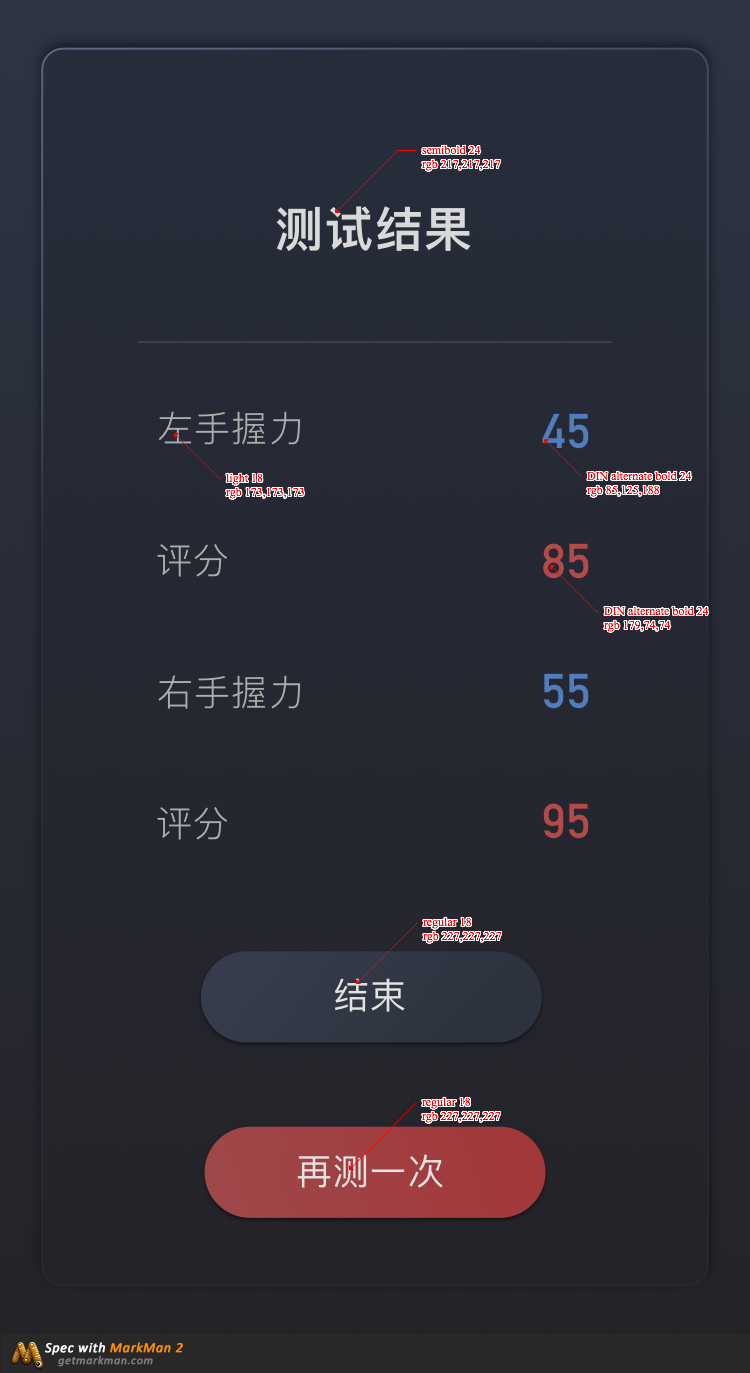 semibold 24
rgb 217,217,217
测试结果
左手握力
45
light 18
rgb 173,173,173
DIN alternate bold 24
rgb 85,125,188
评分
85
DIN alternate bold 24
rgb 179,74,74
右手握力
55
评分
95
regular 18
rgb 227,227,227
结束
regular 18
rgb 227,227,227
再测一次
Spec with MarkMan 2
getmarkman.com